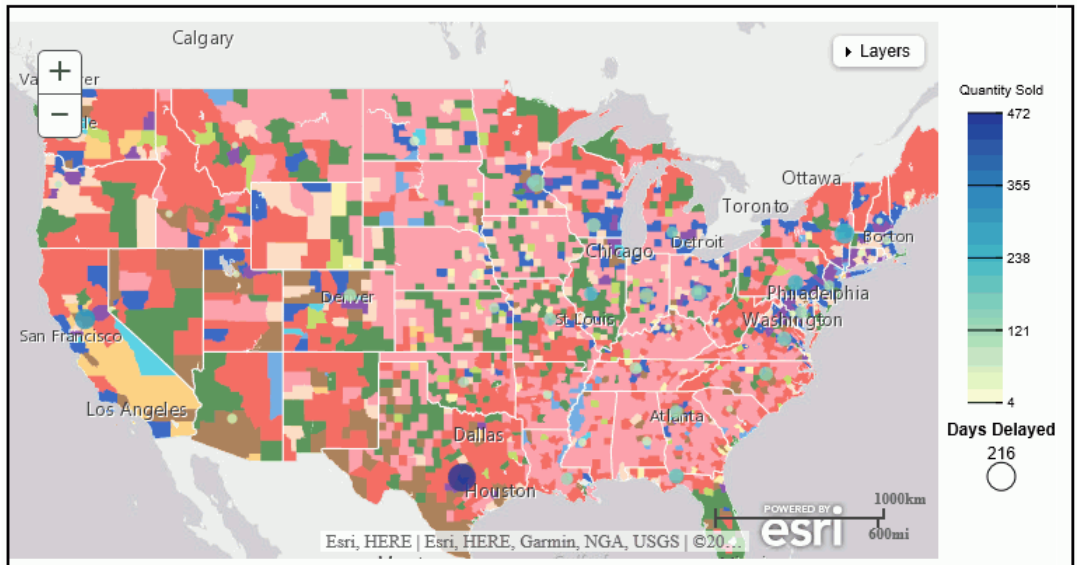 Calgary
▸ Layers
+
−
Quantity Sold
472
Ottawa
355
Toronto
Boston
Chicago
Detroit
238
Denver
Philadelphia
St Louis
Washington
San Francisco
121
Los Angeles
Atlanta
4
Dallas
Days Delayed
216
Houston
1000km
POWERED BY
esri
600mi
Esri, HERE | Esri, HERE, Garmin, NGA, USGS | ©20...